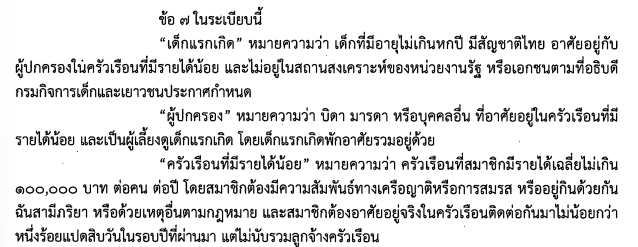 ข้อ ๗ ในระเบียบนี้
“เด็กแรกเกิด” หมายความว่า เด็กที่มีอายุไม่เกินหกปี มีสัญชาติไทย อาศัยอยู่กับ
ผู้ปกครองในครัวเรือนที่มีรายได้น้อย และไม่อยู่ในสถานสงเคราะห์ของหน่วยงานรัฐ หรือเอกชนตามที่อธิบดี
กรมกิจการเด็กและเยาวชนประกาศกำหนด
“ผู้ปกครอง” หมายความว่า บิดา มารดา หรือบุคคลอื่น ที่อาศัยอยู่ในครัวเรือนที่มี
รายได้น้อย และเป็นผู้เลี้ยงดูเด็กแรกเกิด โดยเด็กแรกเกิดพักอาศัยรวมอยู่ด้วย
“ครัวเรือนที่มีรายได้น้อย” หมายความว่า ครัวเรือนที่สมาชิกมีรายได้เฉลี่ยไม่เกิน
๑๐๐,๐๐๐ บาท ต่อคน ต่อปี โดยสมาชิกต้องมีความสัมพันธ์ทางเครือญาติหรือการสมรส หรืออยู่กินด้วยกัน
ฉันสามีภริยา หรือด้วยเหตุอื่นตามกฎหมาย และสมาชิกต้องอาศัยอยู่จริงในครัวเรือนติดต่อกันมาไม่น้อยกว่า
หนึ่งร้อยแปดสิบวันในรอบปีที่ผ่านมา แต่ไม่นับรวมลูกจ้างครัวเรือน